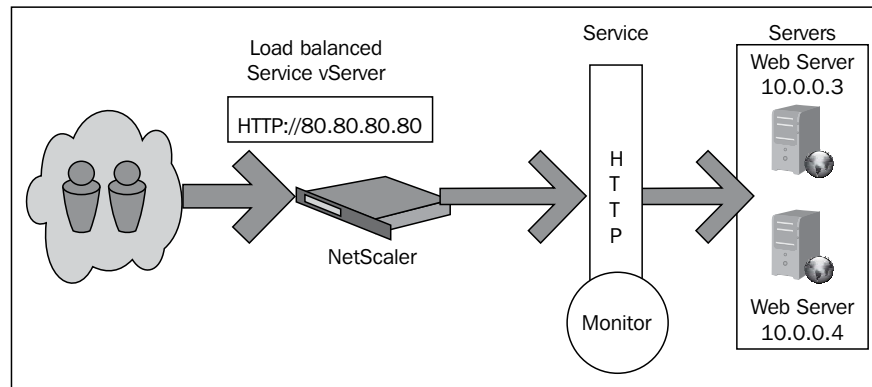 Load balanced
Service vServer
HTTP://80.80.80.80
NetScaler
Service
H
T
T
P
Monitor
Servers
Web Server
10.0.0.3
Web Server
10.0.0.4